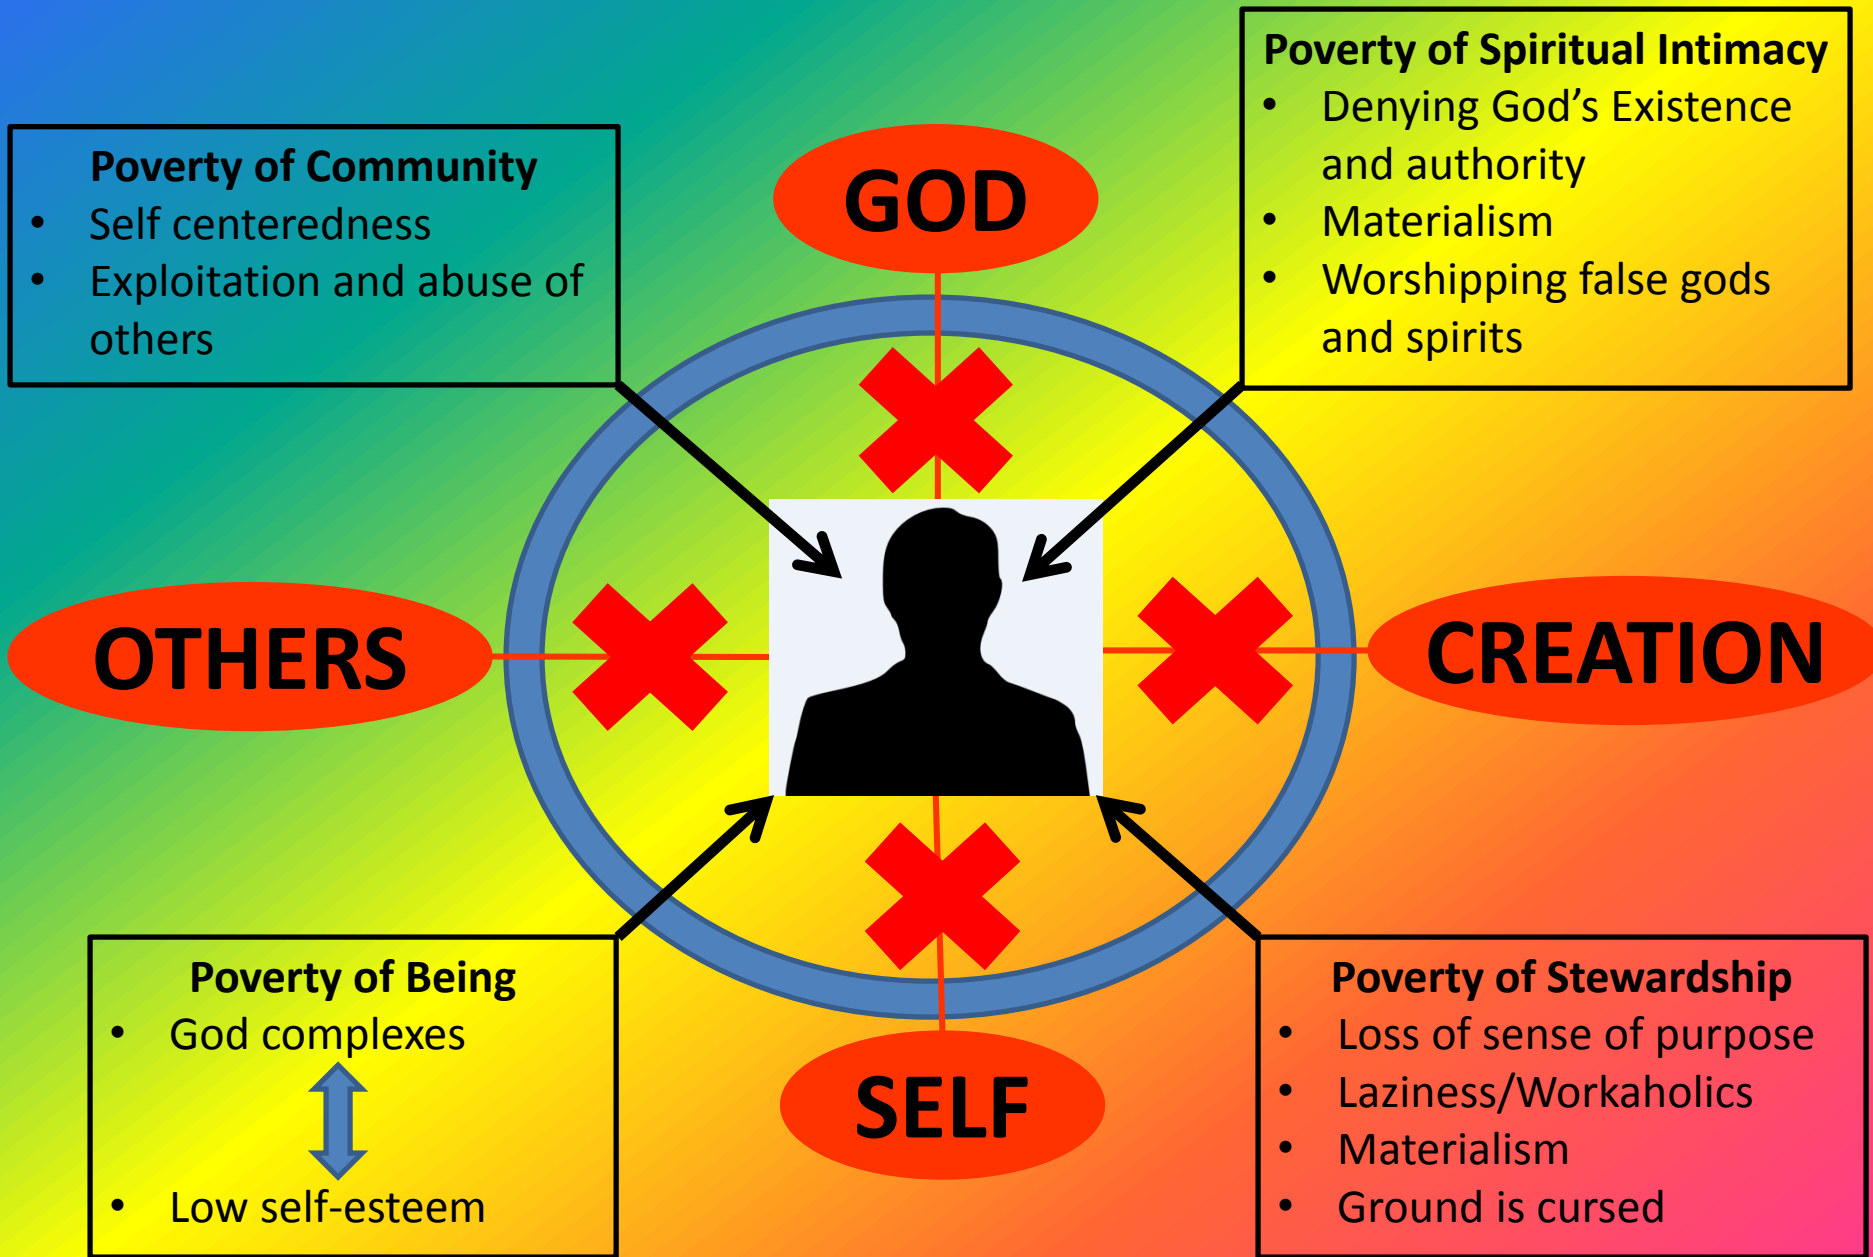 Poverty of Community
• Self centeredness
• Exploitation and abuse of
others
GOD
Poverty of Spiritual Intimacy
• Denying God’s Existence
and authority
• Materialism
• Worshipping false gods
and spirits
OTHERS
CREATION
Poverty of Being
• God complexes
• Low self-esteem
SELF
Poverty of Stewardship
• Loss of sense of purpose
• Laziness/Workaholics
• Materialism
• Ground is cursed